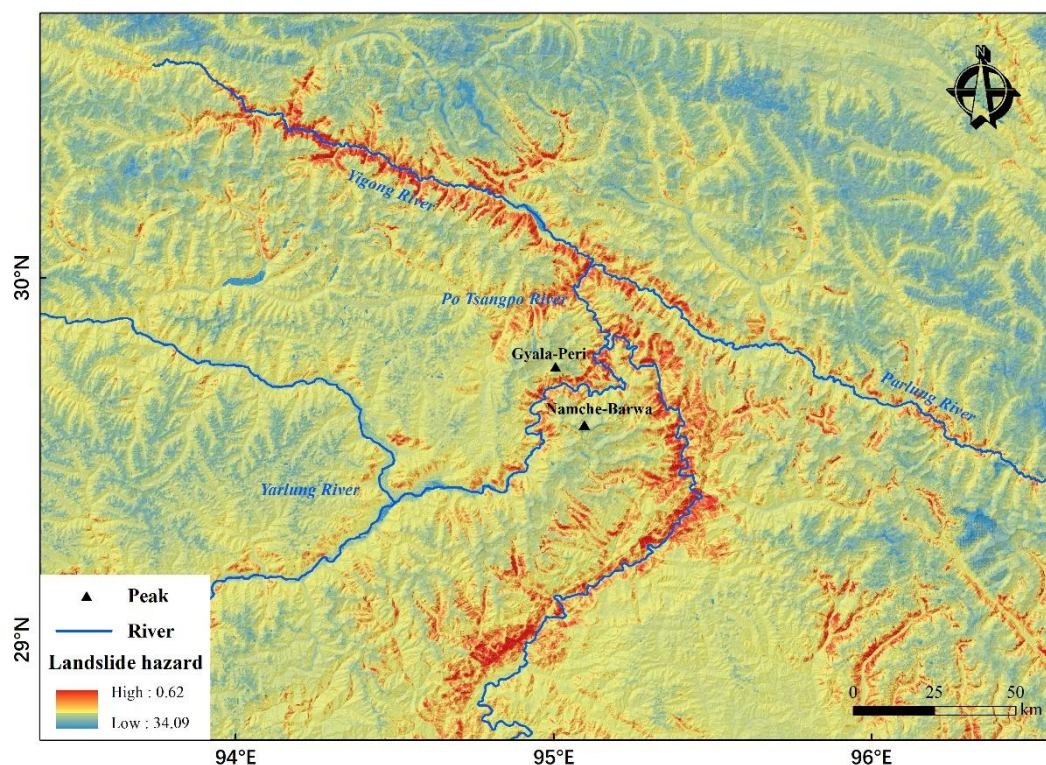 N
Yigong River
30°N
Po Tsangpo River
Gyala-Peri
Namche-Barwa
Parlung River
Yarlung River
Peak
River
Landslide hazard
High : 0.62
Low : 34.09
29°N
0 25 50
km
94°E 95°E 96°E